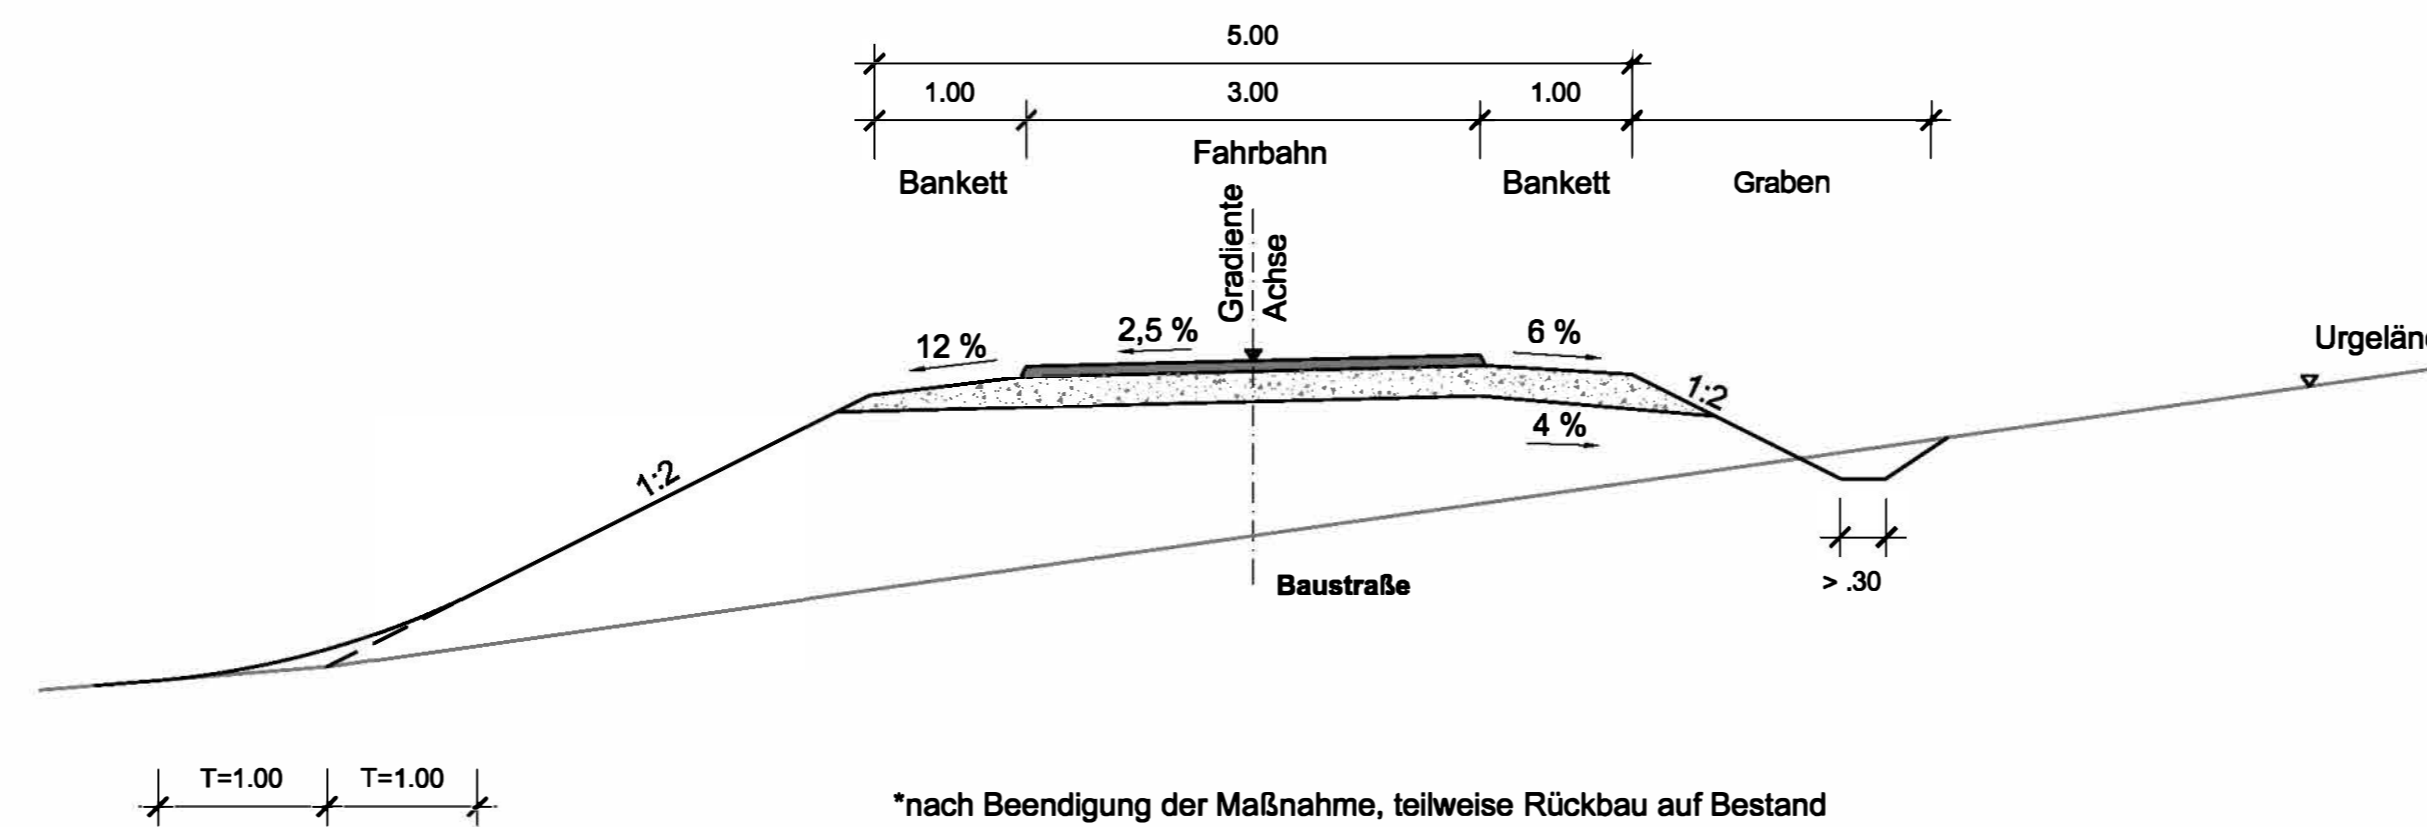 5.00
1.00 3.00 1.00
Fahrbahn
Bankett Bankett Graben
Gradiente
Achse
12 % 2,5 % 6 %
1:2
4 %
1:2
> .30
Baustraße
T=1.00 T=1.00
*nach Beendigung der Maßnahme, teilweise Rückbau auf Bestand